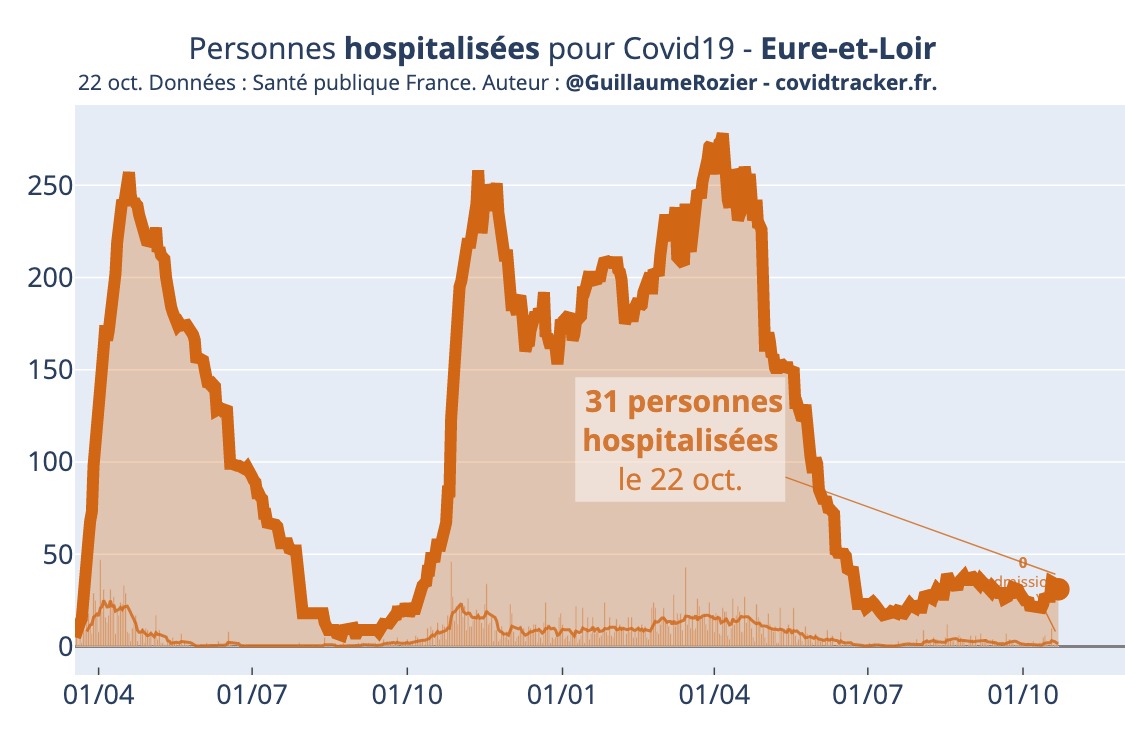 Personnes hospitalisées pour Covid19 - Eure-et-Loir
22 oct. Données : Santé publique France. Auteur : @GuillaumeRozier - covidtracker.fr.
250
200
150
100
50
0
31 personnes
hospitalisées
le 22 oct.
0
01/04 01/07 01/10 01/01 01/04 01/07 01/10